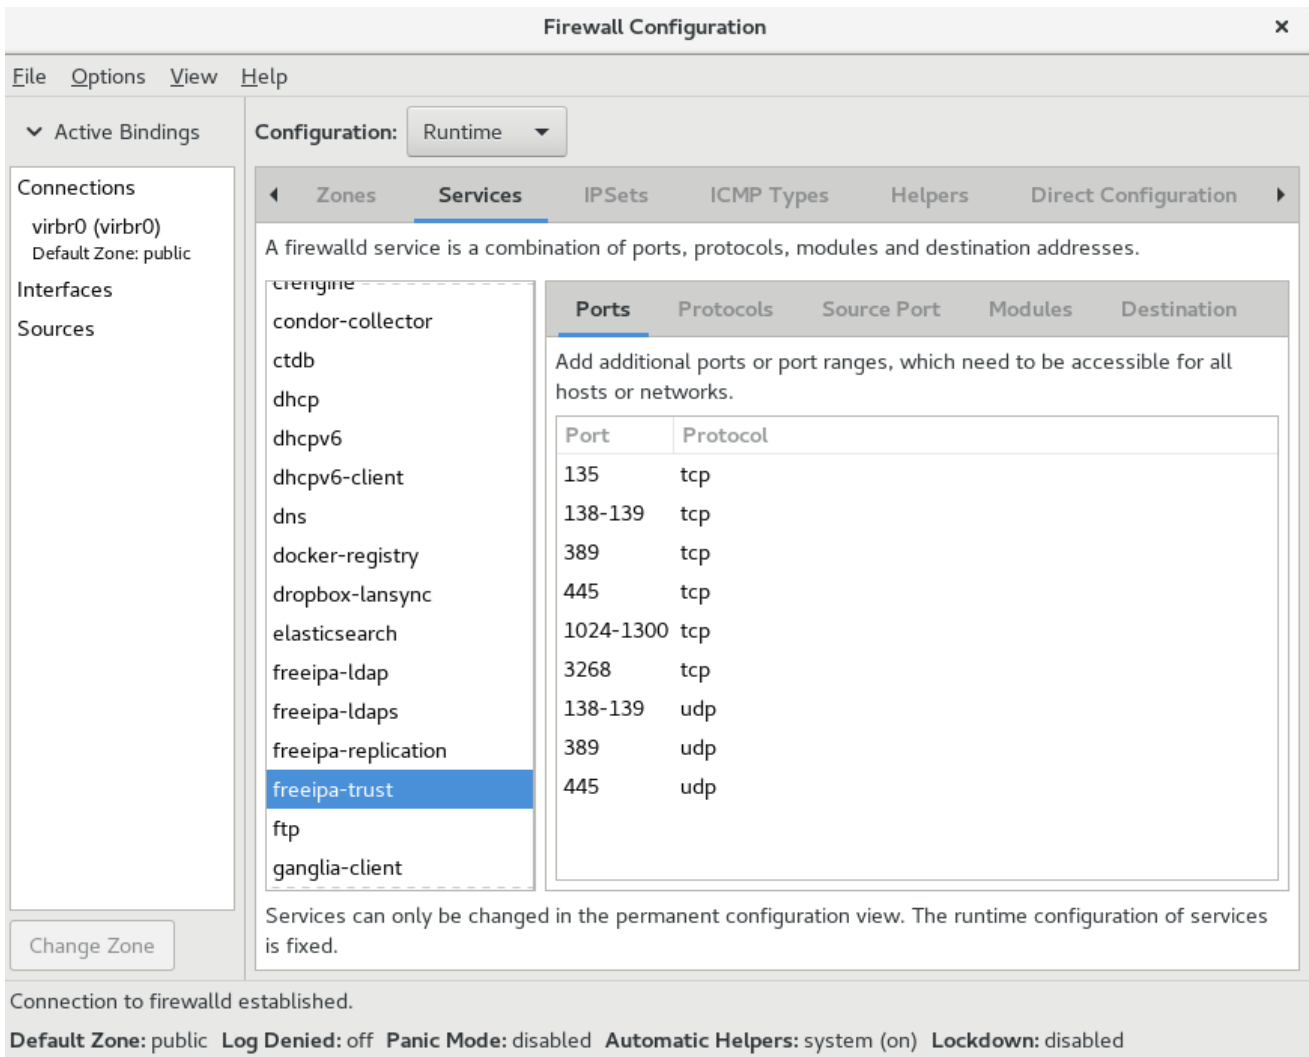 Firewall Configuration
File Options View Help
Active Bindings
Configuration: Runtime
Connections
virbr0 (virbr0)
Default Zone: public
Interfaces
Sources
Change Zone
Zones Services IPSets ICMP Types Helpers Direct Configuration
A firewalld service is a combination of ports, protocols, modules and destination addresses.
cfengine
condor-collector
ctdb
dhcp
dhcpv6
dhcpv6-client
dns
docker-registry
dropbox-lansync
elasticsearch
freeipa-ldap
freeipa-ldaps
freeipa-replication
freeipa-trust
ftp
ganglia-client
Ports Protocols Source Port Modules Destination
Add additional ports or port ranges, which need to be accessible for all
hosts or networks.
Port Protocol
135 tcp
138-139 tcp
389 tcp
445 tcp
1024-1300 tcp
3268 tcp
138-139 udp
389 udp
445 udp
Services can only be changed in the permanent configuration view. The runtime configuration of services
is fixed.
Connection to firewalld established.
Default Zone: public Log Denied: off Panic Mode: disabled Automatic Helpers: system (on) Lockdown: disabled